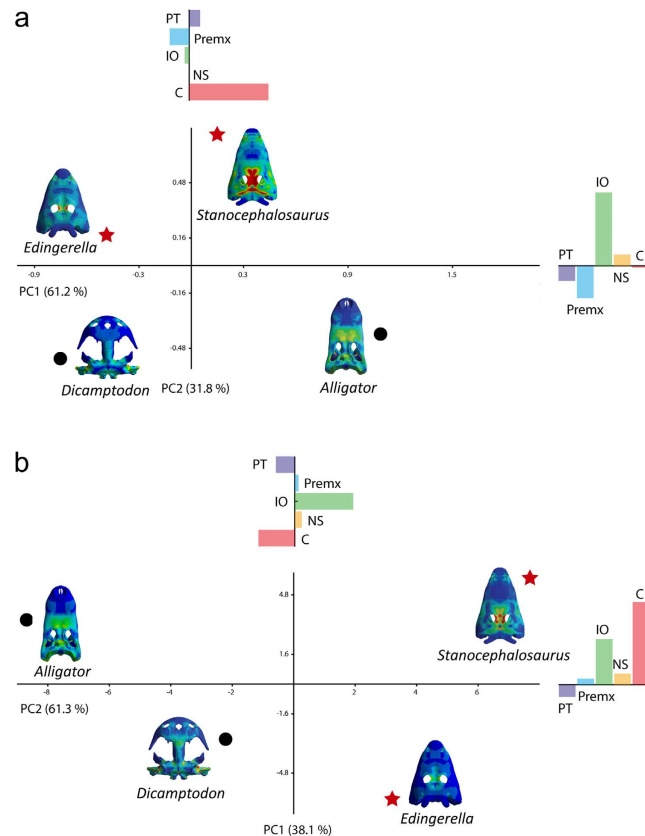 a
PT
Premx
IO
NS
C
0.48
Stanocephalosaurus
IO
Edingerella
0.16
PT
C
-0.9
-0.3
0.3
0.9
1.5
NS
PC1 (61.2 %)
-0.16
Premx
-0.48
Dicamptodon
PC2 (31.8 %)
Alligator
b
PT
Premx
IO
NS
C
4.8
C
Stanocephalosaurus
IO
Alligator
1.6
NS
-8
-6
-4
-2
2
4
6
Premx
PT
PC2 (61.3 %)
-1.6
-4.8
Dicamptodon
Edingerella
PC1 (38.1 %)